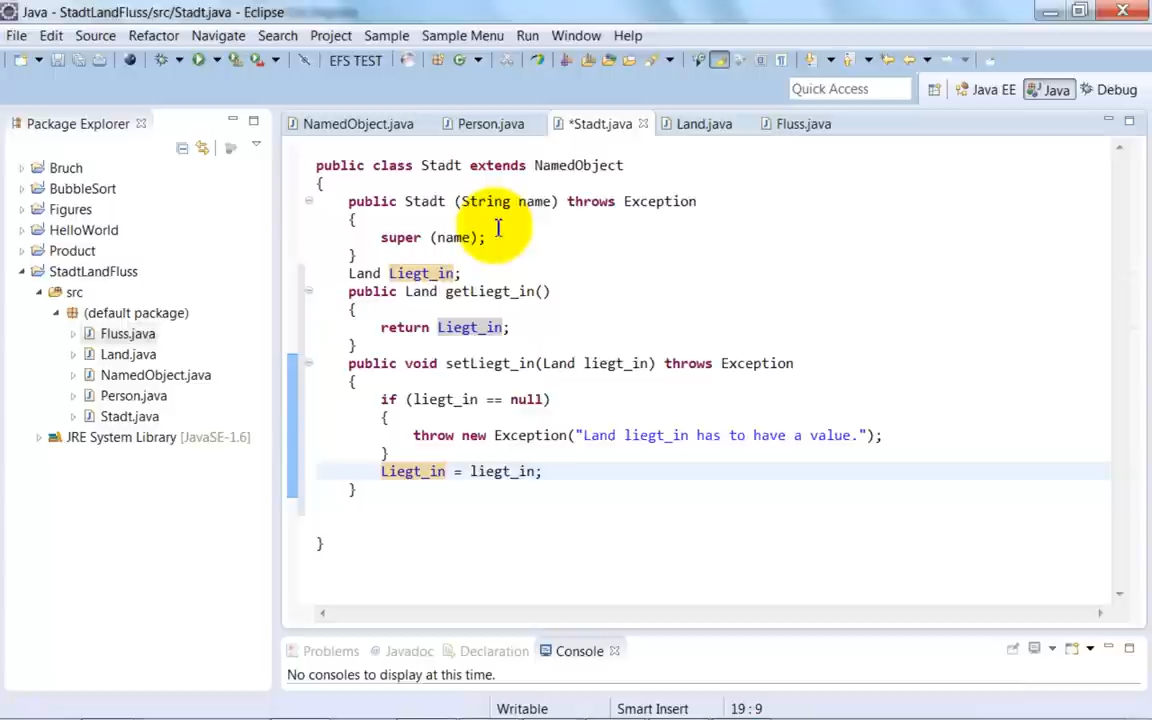 Java - StadtLandFluss/src/Stadt.java - Eclipse
File Edit Source Refactor Navigate Search Project Sample Sample Menu Run Window Help
EFS TEST
Quick Access Java EE Java Debug
Package Explorer
NamedObject.java Person.java *Stadt.java Land.java Fluss.java
Bruch
BubbleSort
Figures
HelloWorld
Product
StadtLandFluss
src
(default package)
Fluss.java
Land.java
NamedObject.java
Person.java
Stadt.java
JRE System Library [JavaSE-1.6]
public class Stadt extends NamedObject
{
public Stadt (String name) throws Exception
{
super (name);
}
Land Liegt_in;
public Land getLiegt_in()
{
return Liegt_in;
}
public void setLiegt_in(Land liegt_in) throws Exception
{
if (liegt_in == null)
{
throw new Exception("Land liegt_in has to have a value.");
}
Liegt_in = liegt_in;
}
}
Problems Javadoc Declaration Console
No consoles to display at this time.
Writable Smart Insert 19 : 9